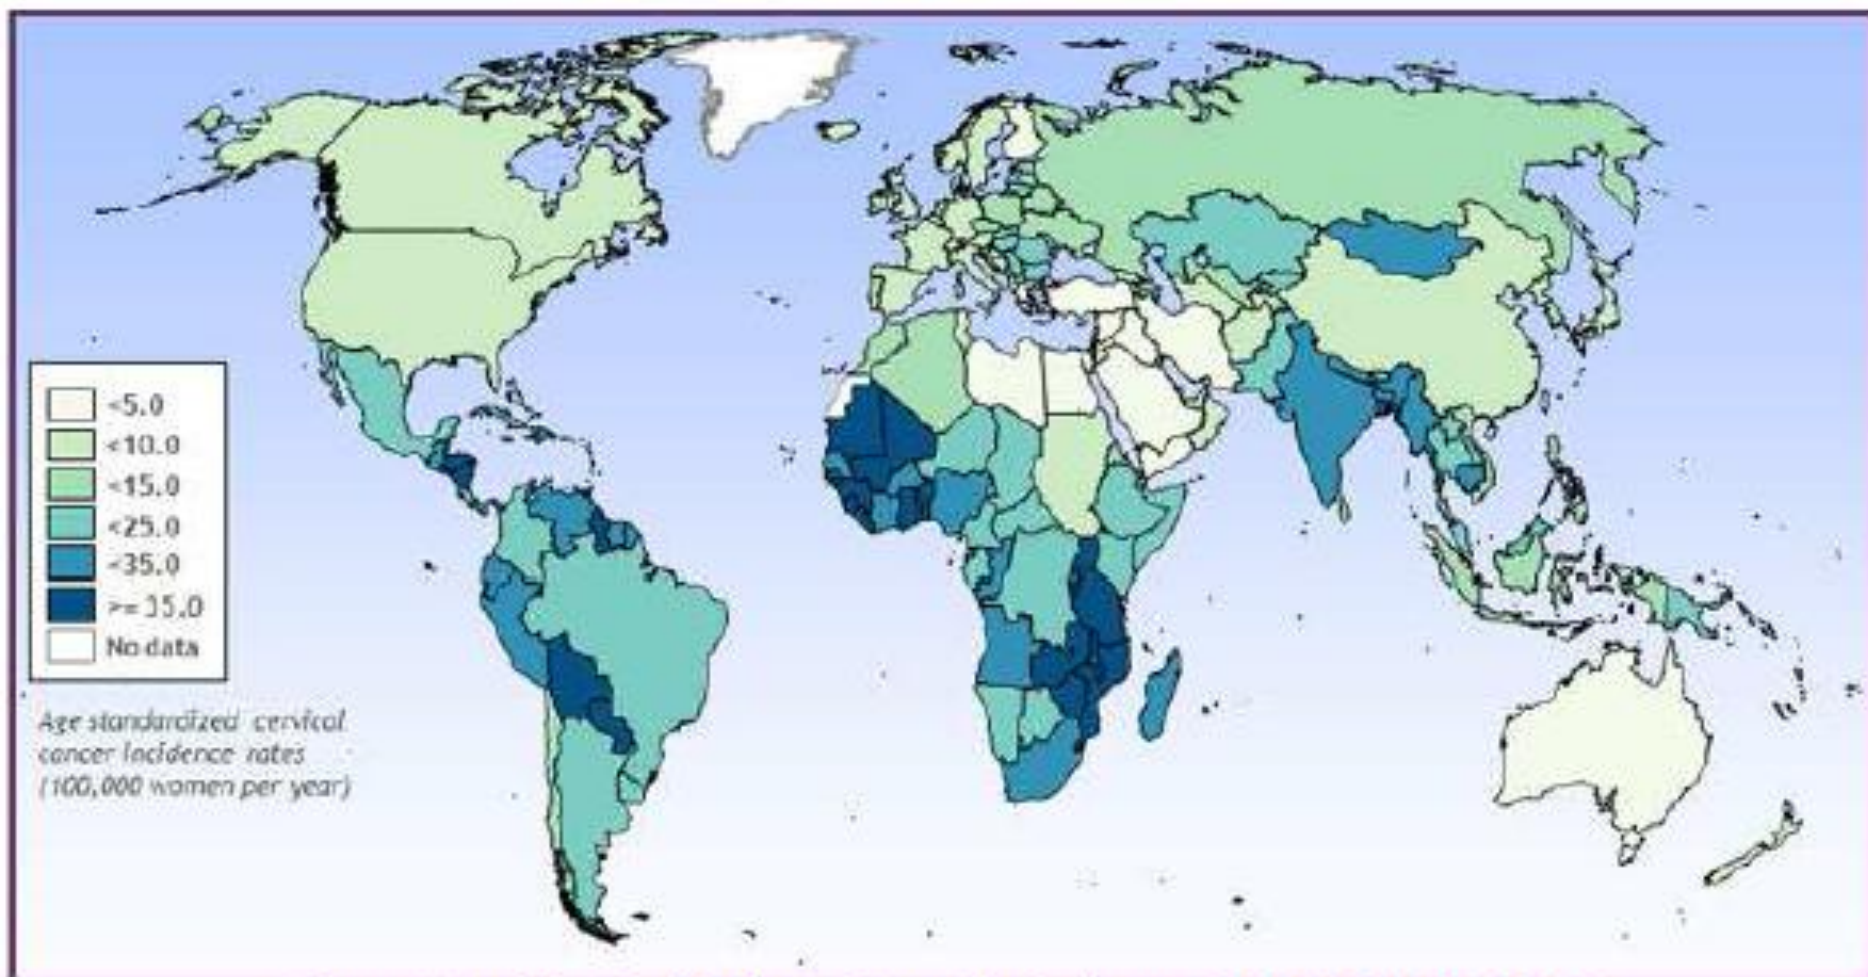 <5.0
<10.0
<15.0
<25.0
<35.0
>= 35.0
No data
Age standardized cervical
cancer incidence rates
(100,000 women per year)